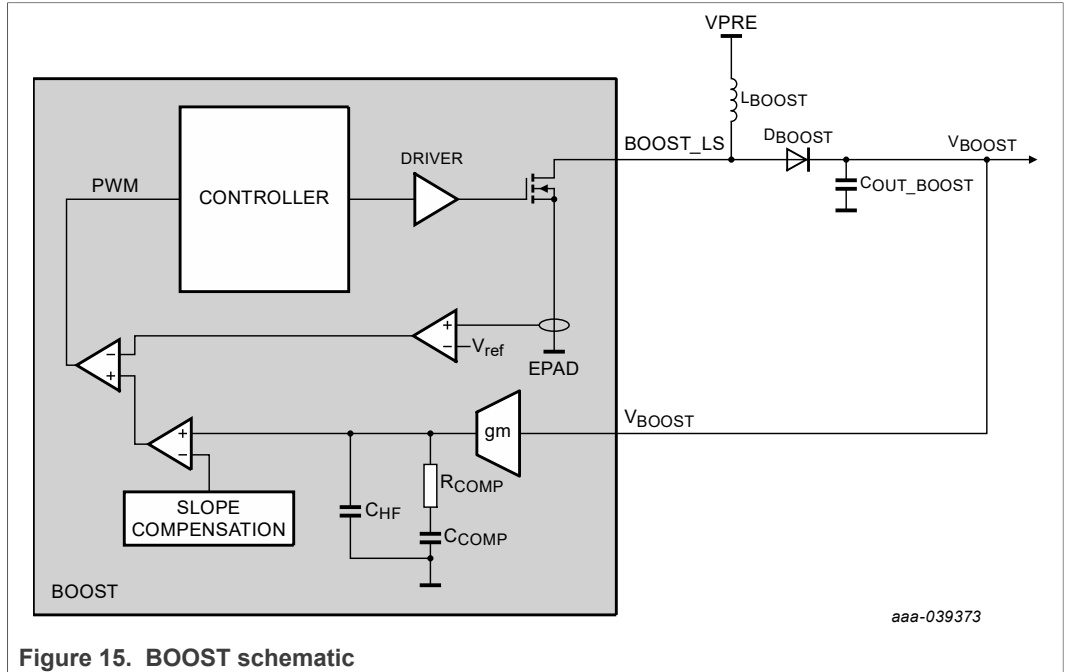 VPRE
LBOOST
DBOOST
BOOST_LS
VBOOST
COUT_BOOST
DRIVER
PWM
CONTROLLER
+
−
Vref
EPAD
−
+
VBOOST
gm
+
−
RCOMP
SLOPE
COMPENSATION
CHF
CCOMP
BOOST
aaa-039373
Figure 15. BOOST schematic